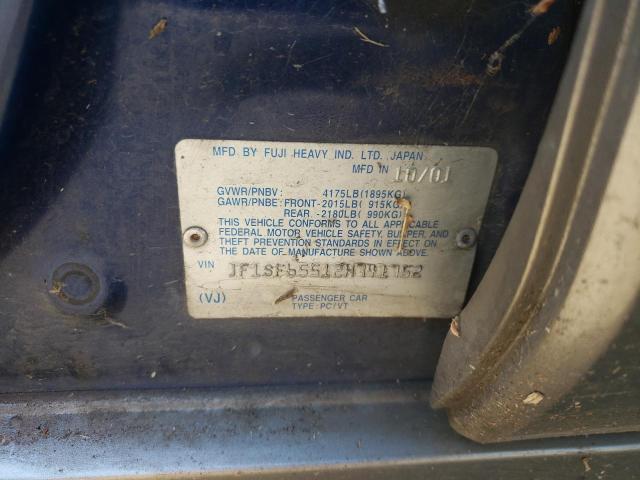 MFD BY FUJI HEAVY IND. LTD. JAPAN
MFD IN 10/01
GVWR/PNBV: 4175LB(1895KG)
GAWR/PNBE: FRONT-2015LB( 915KG)
REAR -2180LB( 990KG)
THIS VEHICLE CONFORMS TO ALL APPLICABLE
FEDERAL MOTOR VEHICLE SAFETY, BUMPER, AND
THEFT PREVENTION STANDARDS IN EFFECT ON
THE DATE OF MANUFACTURE SHOWN ABOVE.
VIN
(VJ) PASSENGER CAR
TYPE:PC/VT